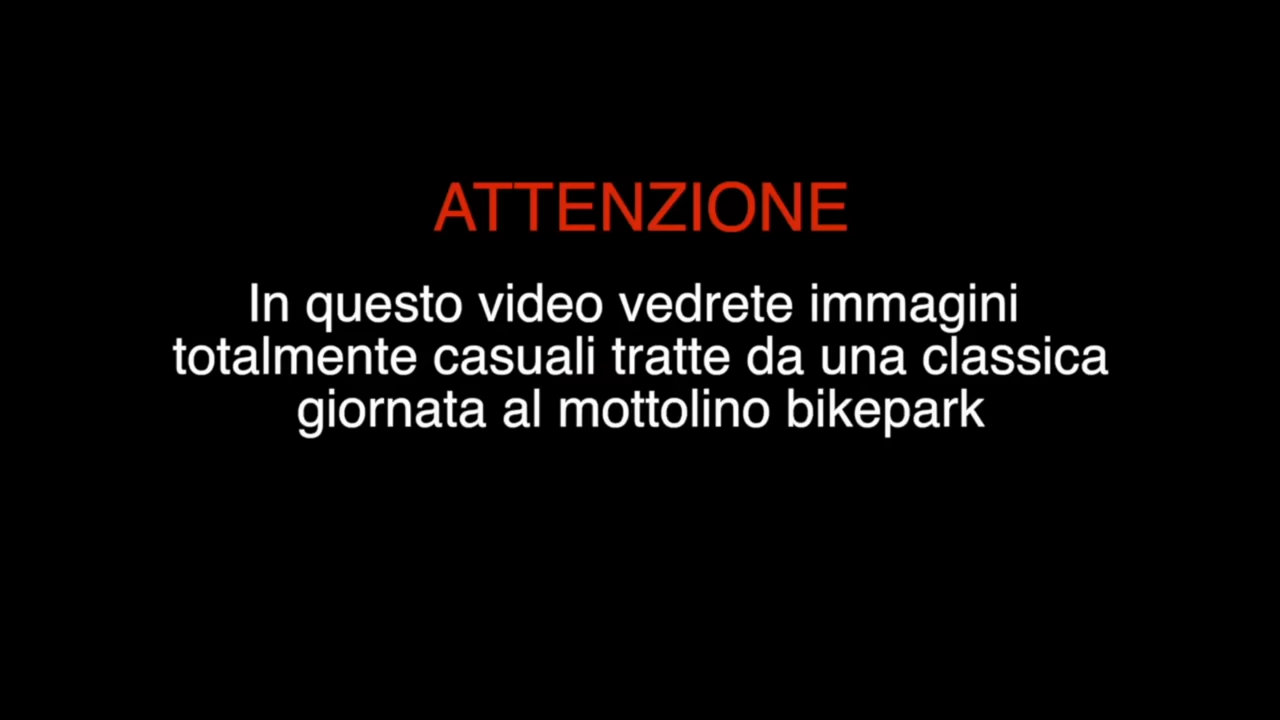 ATTENZIONE
In questo video vedrete immagini
totalmente casuali tratte da una classica
giornata al mottolino bikepark